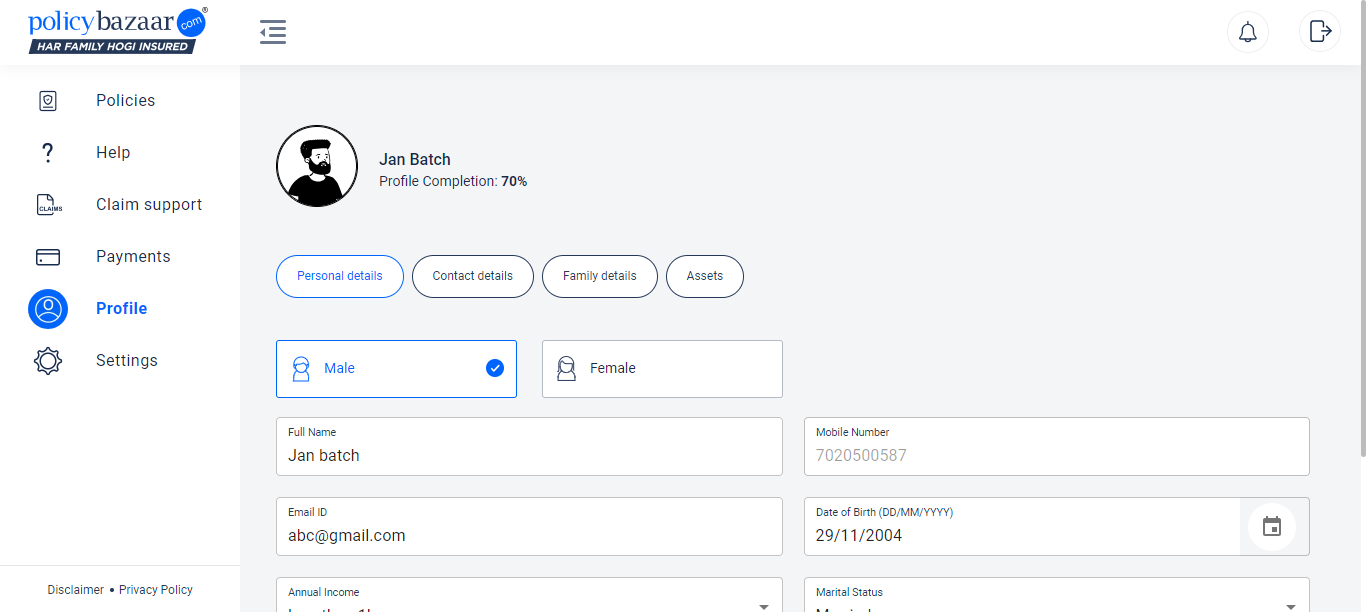 policybazaar.com®
HAR FAMILY HOGI INSURED
Policies
Help
CLAIMS
Claim support
Payments
Profile
Settings
Disclaimer • Privacy Policy
Jan Batch
Profile Completion: 70%
Personal details
Contact details
Family details
Assets
Male
Female
Full Name
Jan batch
Mobile Number
7020500587
Email ID
abc@gmail.com
Date of Birth (DD/MM/YYYY)
29/11/2004
Annual Income
Marital Status